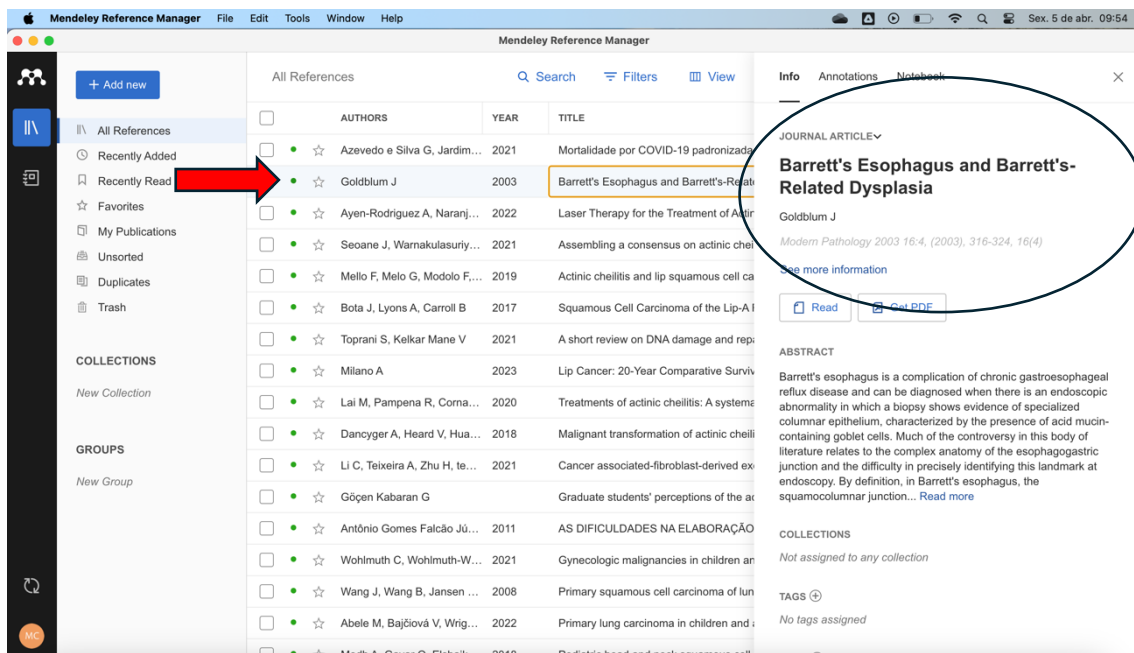 Mendeley Reference Manager File Edit Tools Window Help Sex. 5 de abr. 09:54
Mendeley Reference Manager
+ Add new
All References
Recently Added
Recently Read
Favorites
My Publications
Unsorted
Duplicates
Trash
COLLECTIONS
New Collection
GROUPS
New Group
MC
All References Search Filters View
AUTHORS YEAR TITLE
Azevedo e Silva G, Jardim... 2021 Mortalidade por COVID-19 padronizada
Goldblum J 2003 Barrett's Esophagus and Barrett's-Relate
Ayen-Rodriguez A, Naranj... 2022 Laser Therapy for the Treatment of Actin
Seoane J, Warnakulasuriy... 2021 Assembling a consensus on actinic chei
Mello F, Melo G, Modolo F,... 2019 Actinic cheilitis and lip squamous cell ca
Bota J, Lyons A, Carroll B 2017 Squamous Cell Carcinoma of the Lip-A
Toprani S, Kelkar Mane V 2021 A short review on DNA damage and repa
Milano A 2023 Lip Cancer: 20-Year Comparative Surviv
Lai M, Pampena R, Corna... 2020 Treatments of actinic cheilitis: A systema
Dancyger A, Heard V, Hua... 2018 Malignant transformation of actinic cheili
Li C, Teixeira A, Zhu H, te... 2021 Cancer associated-fibroblast-derived ex
Göçen Kabaran G Graduate students' perceptions of the ac
Antônio Gomes Falcão Jú... 2011 AS DIFICULDADES NA ELABORAÇÃO
Wohlmuth C, Wohlmuth-W... 2021 Gynecologic malignancies in children an
Wang J, Wang B, Jansen ... 2008 Primary squamous cell carcinoma of lun
Abele M, Bajčiová V, Wrig... 2022 Primary lung carcinoma in children and a
Info Annotations Notebook
JOURNAL ARTICLE
Barrett's Esophagus and Barrett's-
Related Dysplasia
Goldblum J
Modern Pathology 2003 16:4, (2003), 316-324, 16(4)
See more information
Read Get PDF
ABSTRACT
Barrett's esophagus is a complication of chronic gastroesophageal
reflux disease and can be diagnosed when there is an endoscopic
abnormality in which a biopsy shows evidence of specialized
columnar epithelium, characterized by the presence of acid mucin-
containing goblet cells. Much of the controversy in this body of
literature relates to the complex anatomy of the esophagogastric
junction and the difficulty in precisely identifying this landmark at
endoscopy. By definition, in Barrett's esophagus, the
squamocolumnar junction... Read more
COLLECTIONS
Not assigned to any collection
TAGS
No tags assigned